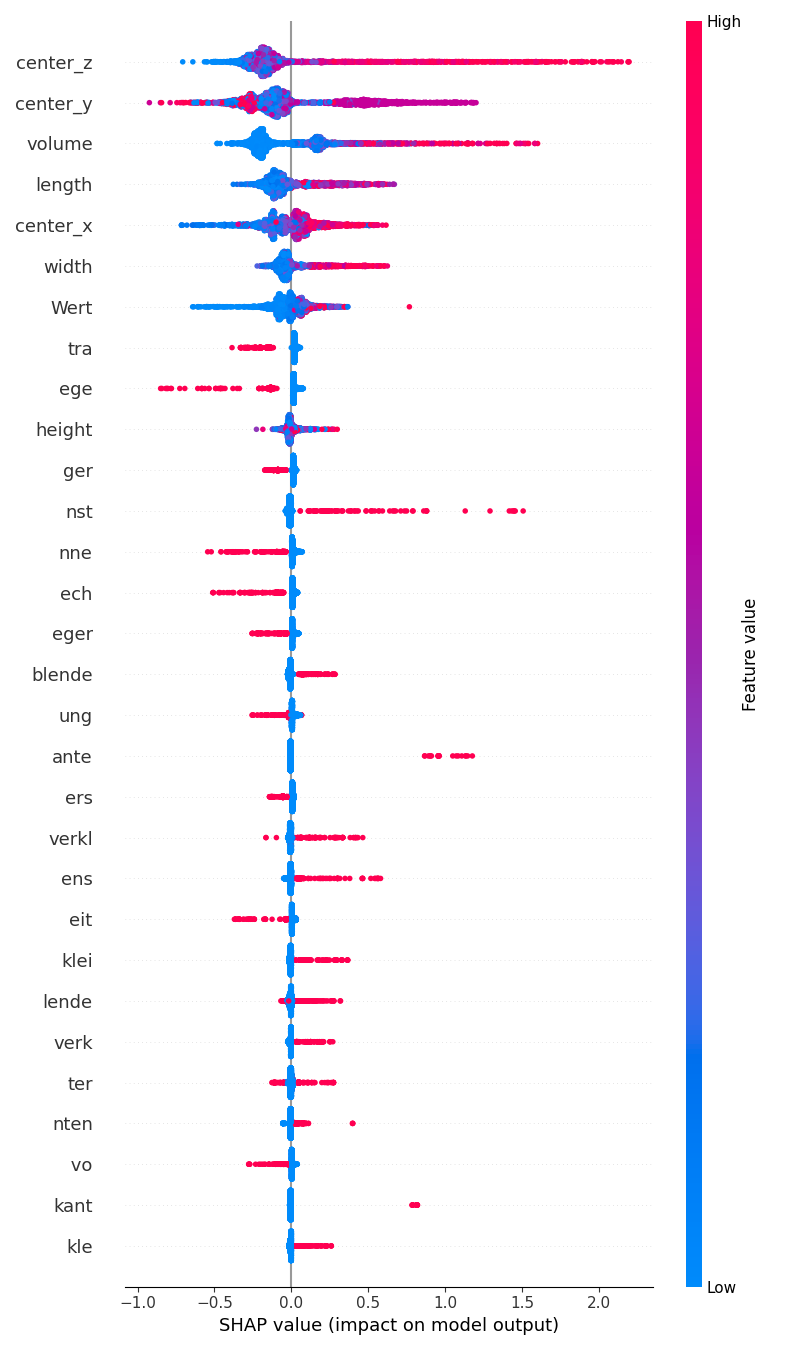 High
center_z
center_y
volume
length
center_x
width
Wert
tra
ege
height
ger
nst
nne
ech
eger
blende
ung
ante
ers
verkl
ens
eit
klei
lende
verk
ter
nten
vo
kant
kle
Feature value
Low
−1.0 −0.5 0.0 0.5 1.0 1.5 2.0
SHAP value (impact on model output)